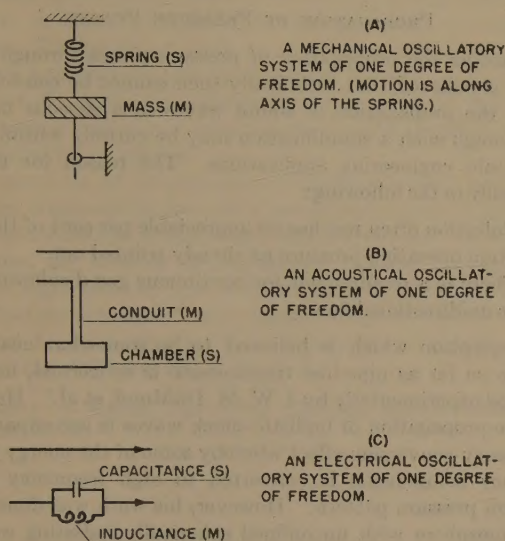 (A)
SPRING (S)
A MECHANICAL OSCILLATORY
SYSTEM OF ONE DEGREE OF
FREEDOM. (MOTION IS ALONG
AXIS OF THE SPRING.)
MASS (M)
(B)
AN ACOUSTICAL OSCILLAT-
ORY SYSTEM OF ONE DEGREE
OF FREEDOM.
CONDUIT (M)
CHAMBER (S)
(C)
CAPACITANCE (S)
AN ELECTRICAL OSCILLAT-
ORY SYSTEM OF ONE DEGREE
OF FREEDOM.
INDUCTANCE (M)